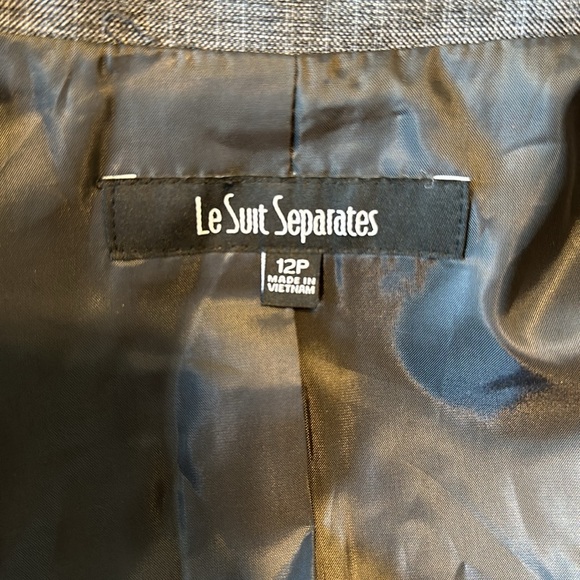 Le Suit Separates
12P
MADE IN
VIETNAM